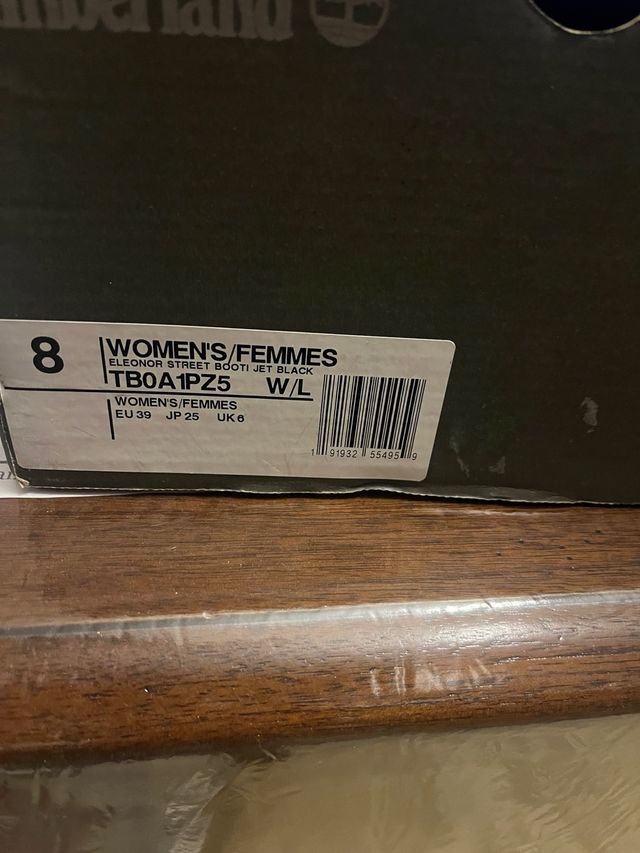 8
WOMEN'S/FEMMES
ELEONOR STREET BOOTI JET BLACK
TB0A1PZ5 W/L
WOMEN'S/FEMMES
EU 39 JP 25 UK 6
1 91932 55495 9